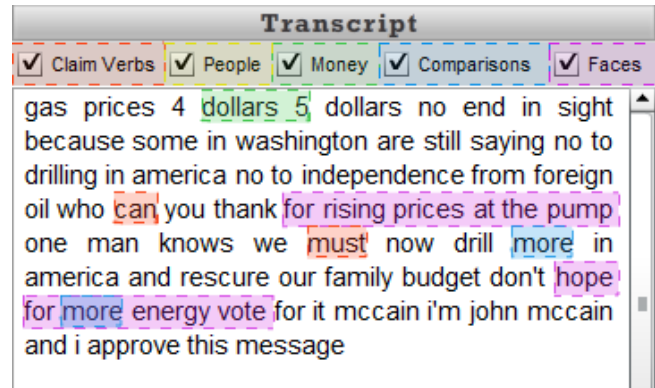 Transcript
Claim Verbs People Money Comparisons Faces
gas prices 4 dollars 5 dollars no end in sight
because some in washington are still saying no to
drilling in america no to independence from foreign
oil who can you thank for rising prices at the pump
one man knows we must now drill more in
america and rescure our family budget don't hope
for more energy vote for it mccain i'm john mccain
and i approve this message